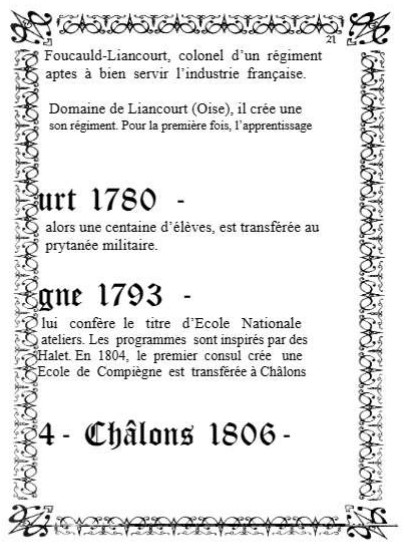 21
Foucauld-Liancourt, colonel d’un régiment
aptes à bien servir l’industrie française.
Domaine de Liancourt (Oise), il crée une
son régiment. Pour la première fois, l’apprentissage
urt 1780 -
alors une centaine d’élèves, est transférée au
prytanée militaire.
gne 1793 -
lui confère le titre d’Ecole Nationale
ateliers. Les programmes sont inspirés par des
Halet. En 1804, le premier consul crée une
Ecole de Compiègne est transférée à Châlons
4 - Châlons 1806 -